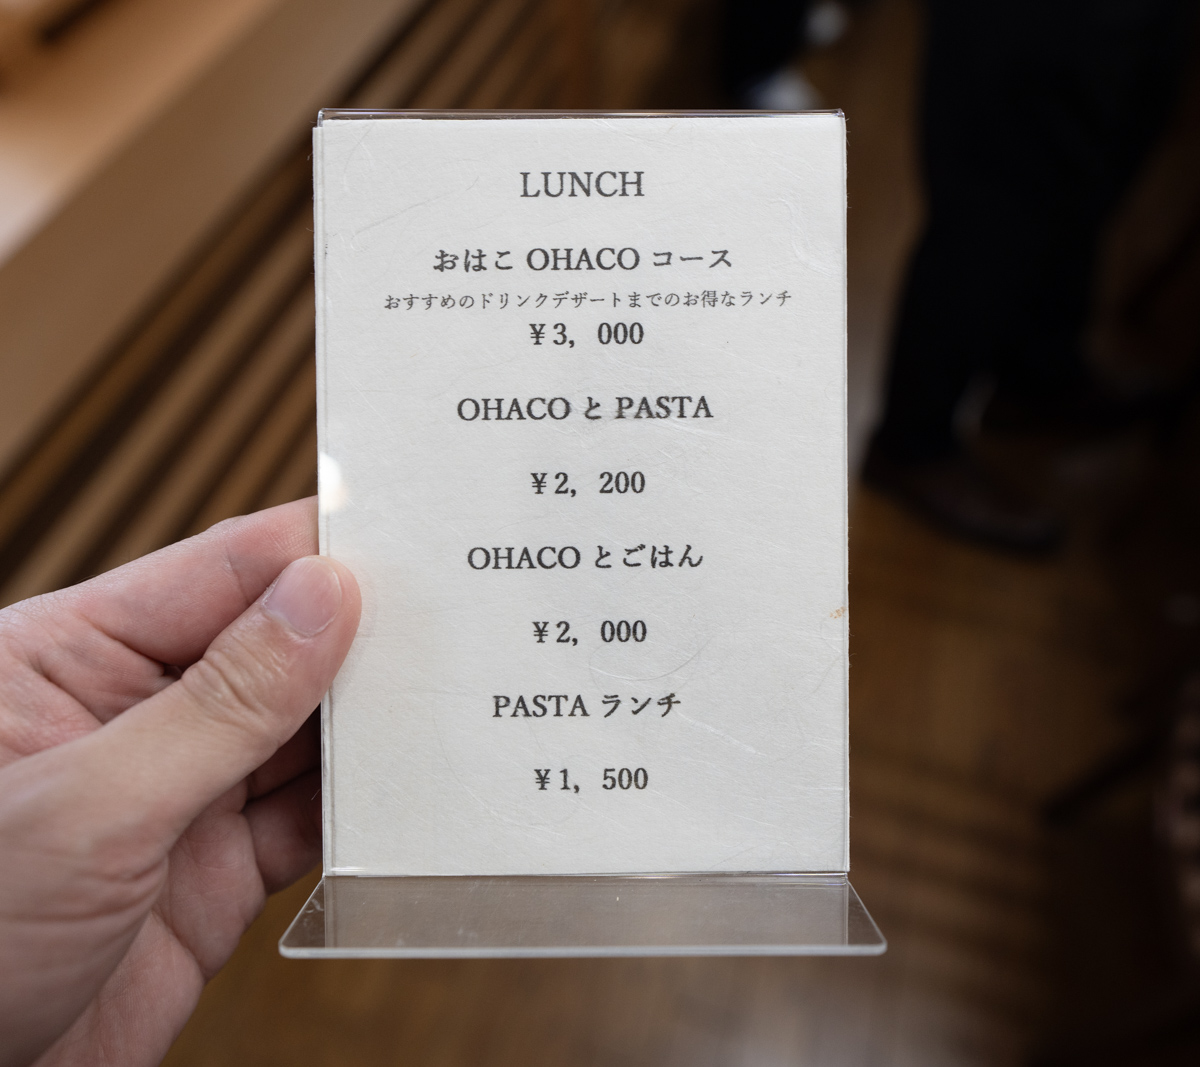 LUNCH
おはこ OHACO コース
おすすめのドリンクデザートまでのお得なランチ
￥3，000
OHACO と PASTA
￥2，200
OHACO とごはん
￥2，000
PASTA ランチ
￥1，500